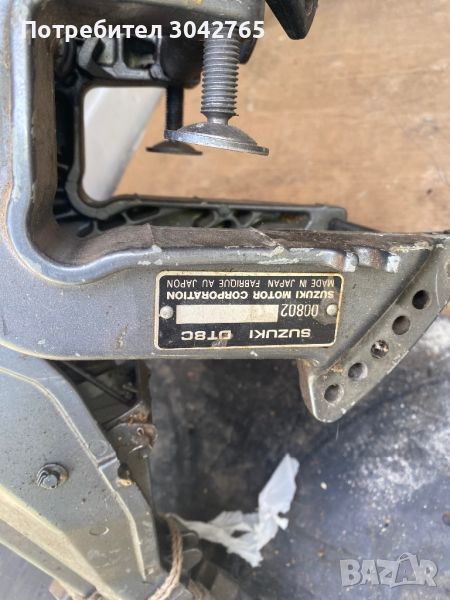 Потребител 3042765
SUZUKI DT8C
00802
SUZUKI MOTOR CORPORATION
MADE IN JAPAN FABRIQUE AU JAPON
BAZAR